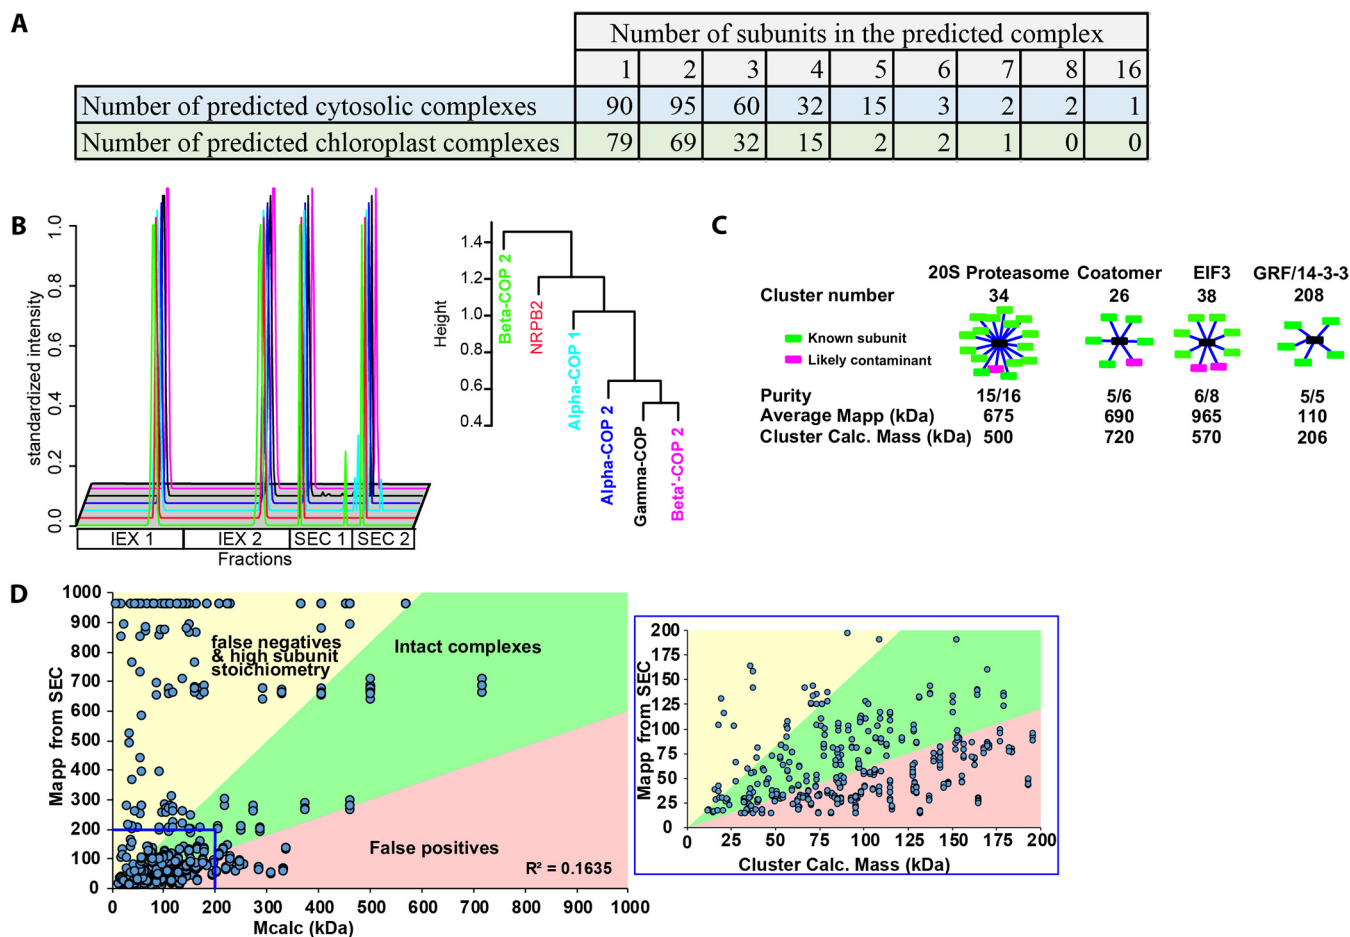 A
Number of subunits in the predicted complex
1 2 3 4 5 6 7 8 16
Number of predicted cytosolic complexes 90 95 60 32 15 3 2 2 1
Number of predicted chloroplast complexes 79 69 32 15 2 2 1 0 0
B
standardized intensity
1.0
0.8
0.6
0.4
0.2
0.0
IEX 1 IEX 2 SEC 1 SEC 2
Fractions
Height
1.4
1.2
1.0
0.8
0.6
0.4
Beta-COP 2
NRPB2
Alpha-COP 1
Alpha-COP 2
Gamma-COP
Beta'-COP 2
C
20S Proteasome Coatomer EIF3 GRF/14-3-3
Cluster number 34 26 38 208
Known subunit
Likely contaminant
Purity 15/16 5/6 6/8 5/5
Average Mapp (kDa) 675 690 965 110
Cluster Calc. Mass (kDa) 500 720 570 206
D
Mapp from SEC
1000
900
800
700
600
500
400
300
200
100
0
false negatives
& high subunit
stoichiometry
Intact complexes
False positives
R² = 0.1635
0 100 200 300 400 500 600 700 800 900 1000
Mcalc (kDa)
Mapp from SEC
200
175
150
125
100
75
50
25
0
0 25 50 75 100 125 150 175 200
Cluster Calc. Mass (kDa)